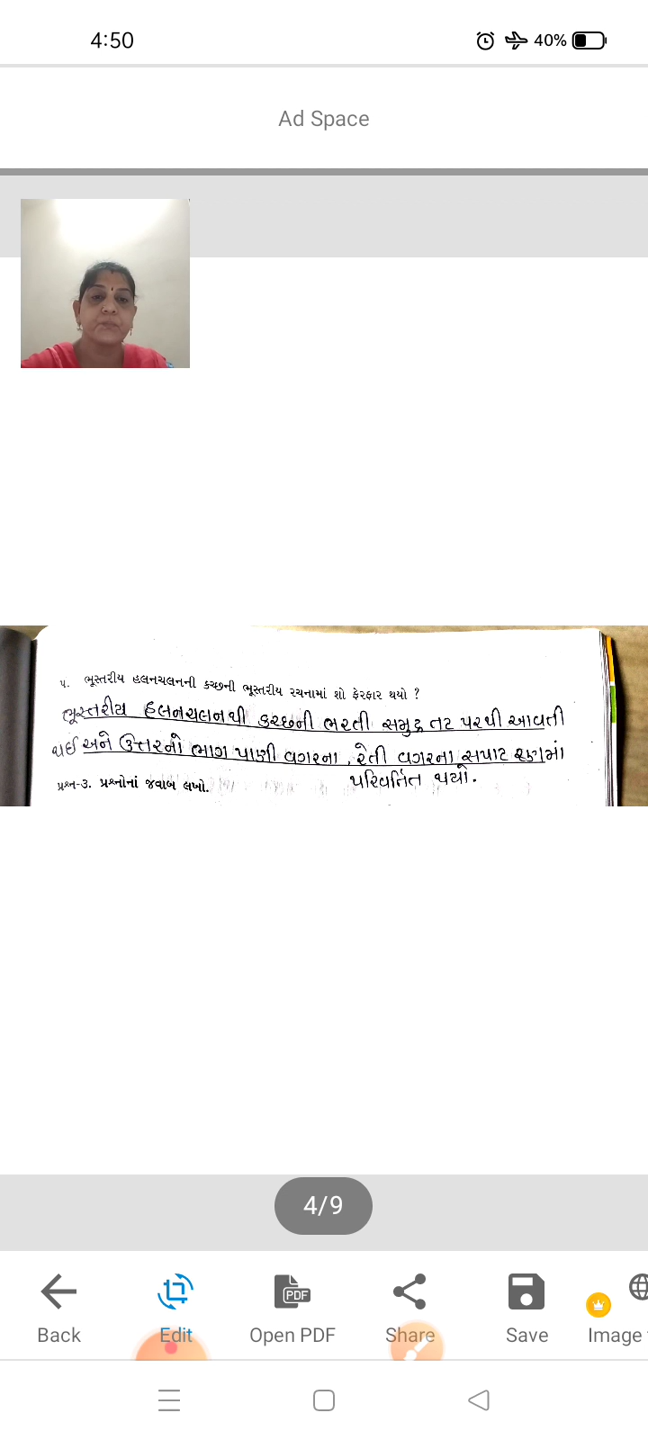 4:50
40%
Ad Space
૫. ભૂસ્તરીય હલનચલનની કચ્છની ભૂસ્તરીય રચનામાં શો ફેરફાર થયો ?
ભૂસ્તરીય હલનચલનથી કચ્છની ભરતી સમુદ્ર તટ પરથી આવતી
થઈ અને ઉત્તરનો ભાગ પાણી વગરના, રેતી વગરના સપાટ રણમાં
પરિવર્તિત થયો.
પ્રશ્ન-૩. પ્રશ્નોનાં જવાબ લખો.
4/9
Back
Edit
Open PDF
Share
Save
Image